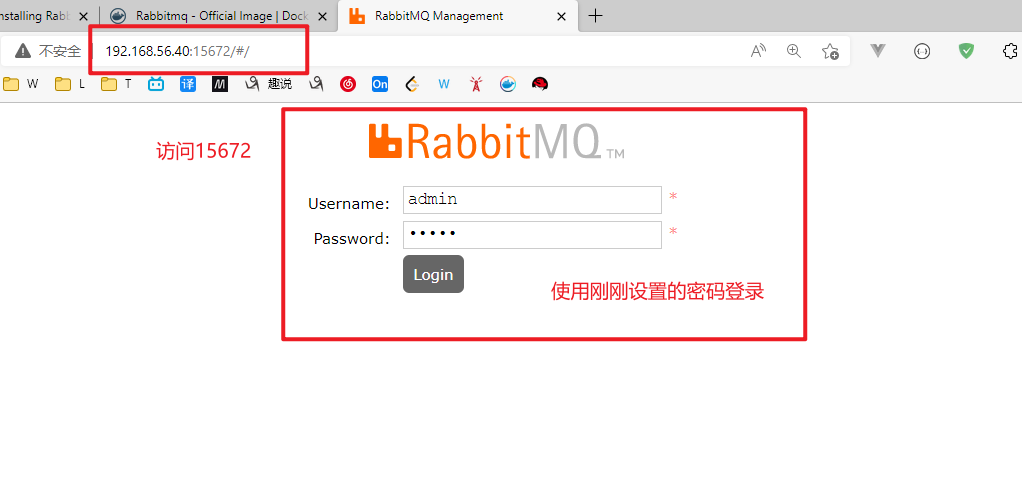 nstalling Rabb
Rabbitmq - Official Image | Dock
RabbitMQ Management
不安全
192.168.56.40:15672/#/
W
L
T
译
M
趣说
On
W
访问15672
RabbitMQ TM
Username:
admin
*
Password:
•••••
*
Login
使用刚刚设置的密码登录